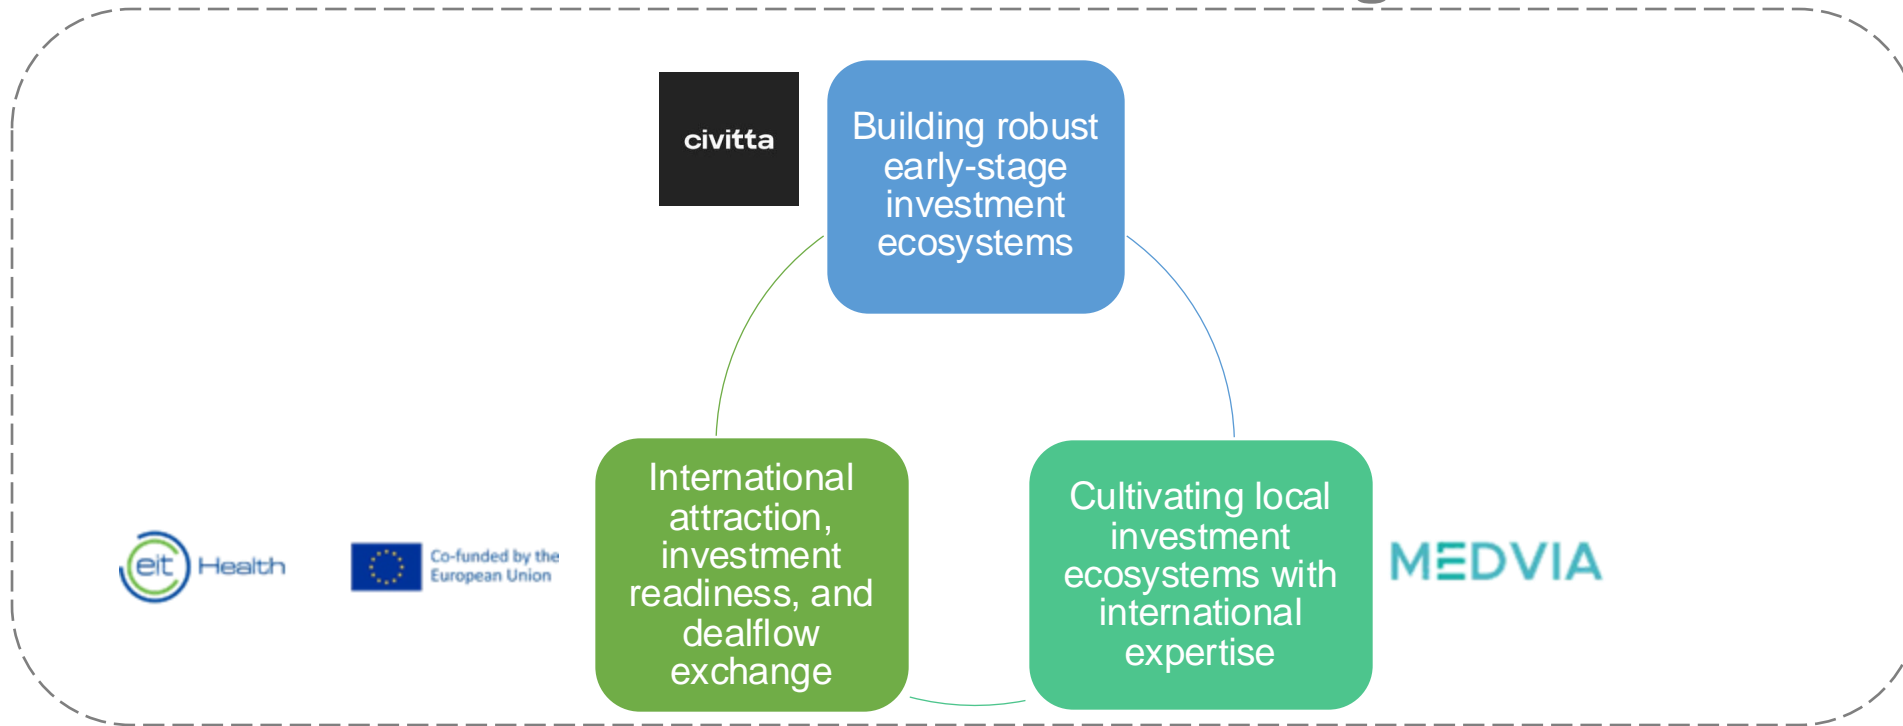 civitta
Building robust
early-stage
investment
ecosystems
International
attraction,
investment
readiness, and
dealflow
exchange
Cultivating local
investment
ecosystems with
international
expertise
eit Health
Co-funded by the
European Union
MEDVIA